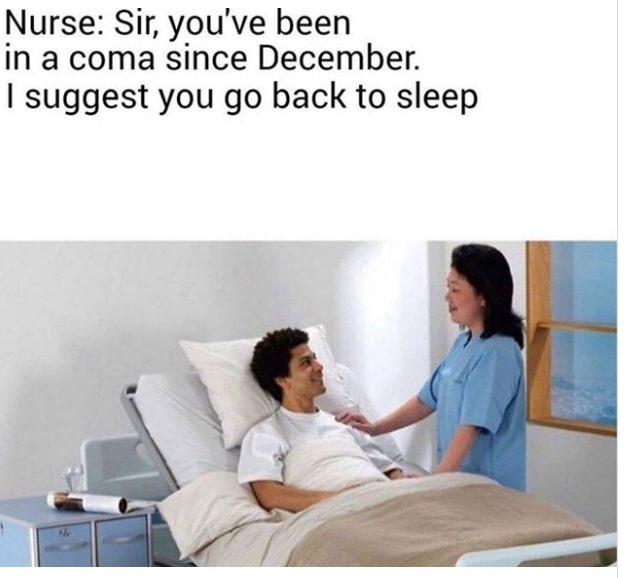 Nurse: Sir, you've been
in a coma since December.
I suggest you go back to sleep